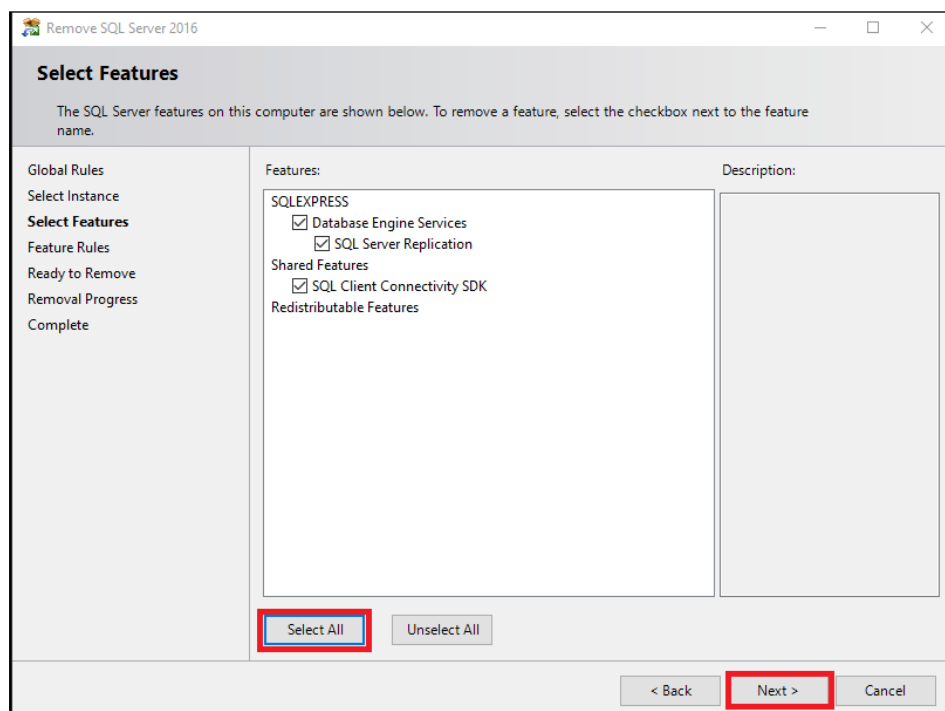 Remove SQL Server 2016
Select Features
The SQL Server features on this computer are shown below. To remove a feature, select the checkbox next to the feature
name.
Global Rules
Select Instance
Select Features
Feature Rules
Ready to Remove
Removal Progress
Complete
Features:
SQLEXPRESS
Database Engine Services
SQL Server Replication
Shared Features
SQL Client Connectivity SDK
Redistributable Features
Description:
Select All
Unselect All
< Back
Next >
Cancel